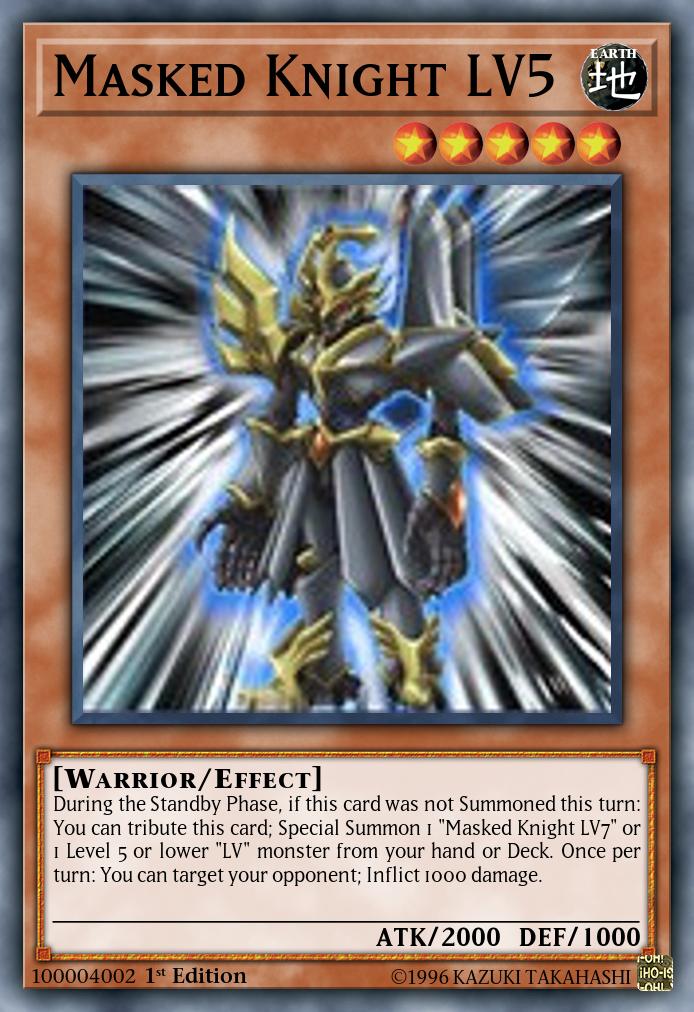 Masked Knight LV5
EARTH
地
[Warrior/Effect]
During the Standby Phase, if this card was not Summoned this turn:
You can tribute this card; Special Summon 1 "Masked Knight LV7" or
1 Level 5 or lower "LV" monster from your hand or Deck. Once per
turn: You can target your opponent; Inflict 1000 damage.
ATK/2000 DEF/1000
100004002 1st Edition
©1996 KAZUKI TAKAHASHI